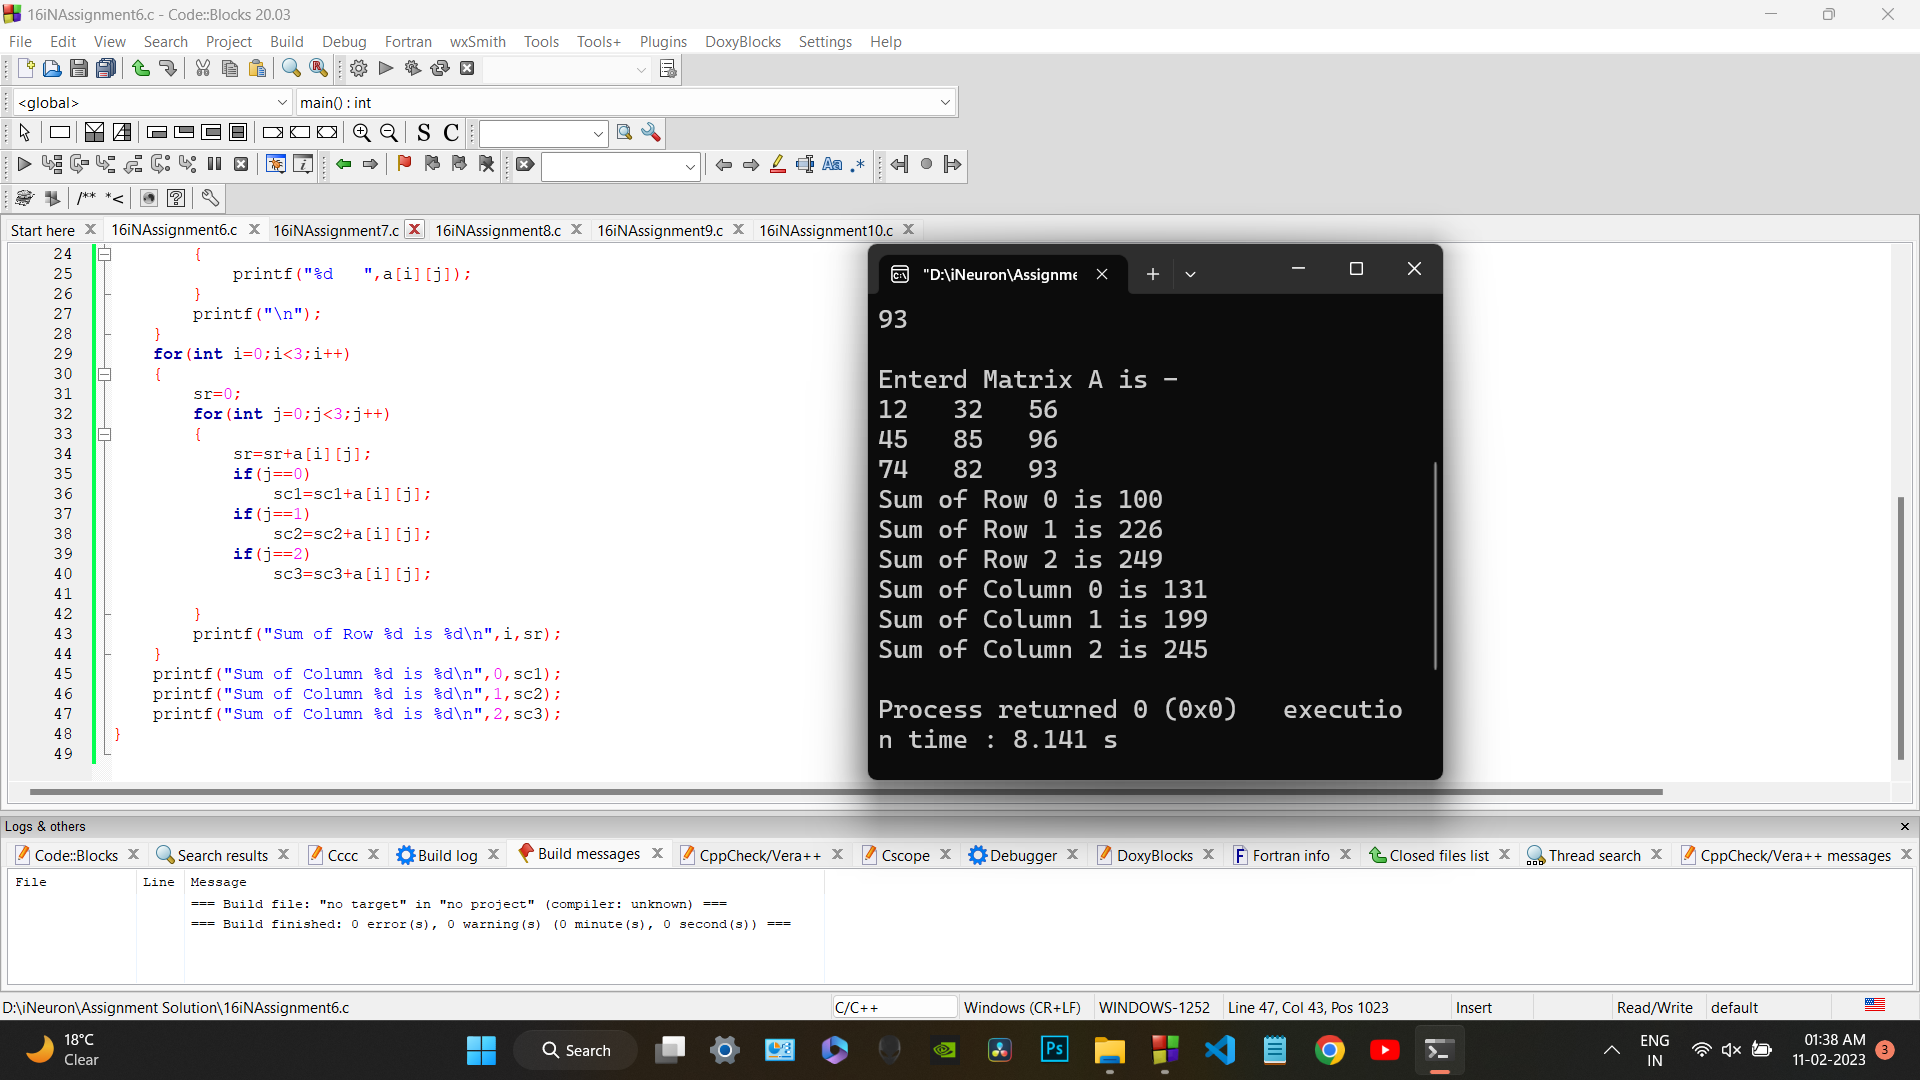 16iNAssignment6.c - Code::Blocks 20.03
File Edit View Search Project Build Debug Fortran wxSmith Tools Tools+ Plugins DoxyBlocks Settings Help
<global> main() : int
S C
Aa .*
/** *<
Start here 16iNAssignment6.c 16iNAssignment7.c 16iNAssignment8.c 16iNAssignment9.c 16iNAssignment10.c
24 {
25 printf("%d   ",a[i][j]);
26 }
27 printf("\n");
28 }
29 for(int i=0;i<3;i++)
30 {
31 sr=0;
32 for(int j=0;j<3;j++)
33 {
34 sr=sr+a[i][j];
35 if(j==0)
36 sc1=sc1+a[i][j];
37 if(j==1)
38 sc2=sc2+a[i][j];
39 if(j==2)
40 sc3=sc3+a[i][j];
41
42 }
43 printf("Sum of Row %d is %d\n",i,sr);
44 }
45 printf("Sum of Column %d is %d\n",0,sc1);
46 printf("Sum of Column %d is %d\n",1,sc2);
47 printf("Sum of Column %d is %d\n",2,sc3);
48 }
49
"D:\iNeuron\Assignme
93
Enterd Matrix A is -
12   32   56
45   85   96
74   82   93
Sum of Row 0 is 100
Sum of Row 1 is 226
Sum of Row 2 is 249
Sum of Column 0 is 131
Sum of Column 1 is 199
Sum of Column 2 is 245
Process returned 0 (0x0)   executio
n time : 8.141 s
Logs & others
Code::Blocks Search results Cccc Build log Build messages CppCheck/Vera++ Cscope Debugger DoxyBlocks Fortran info Closed files list Thread search CppCheck/Vera++ messages
File Line Message
=== Build file: "no target" in "no project" (compiler: unknown) ===
=== Build finished: 0 error(s), 0 warning(s) (0 minute(s), 0 second(s)) ===
D:\iNeuron\Assignment Solution\16iNAssignment6.c C/C++ Windows (CR+LF) WINDOWS-1252 Line 47, Col 43, Pos 1023 Insert Read/Write default
18°C
Clear
Search
Ps
ENG
IN
01:38 AM
11-02-2023
3